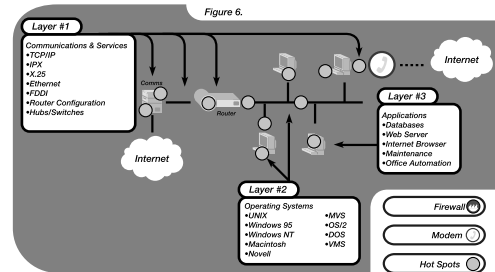 Figure 6.
Layer #1
Communications & Services
•TCP/IP
•IPX
•X.25
•Ethernet
•FDDI
•Router Configuration
•Hubs/Switches
Comms
Router
Internet
Internet
Layer #3
Applications
•Databases
•Web Server
•Internet Browser
•Maintenance
•Office Automation
Layer #2
Operating Systems
•UNIX
•Windows 95
•Windows NT
•Macintosh
•Novell
•MVS
•OS/2
•DOS
•VMS
Firewall
Modem
Hot Spots